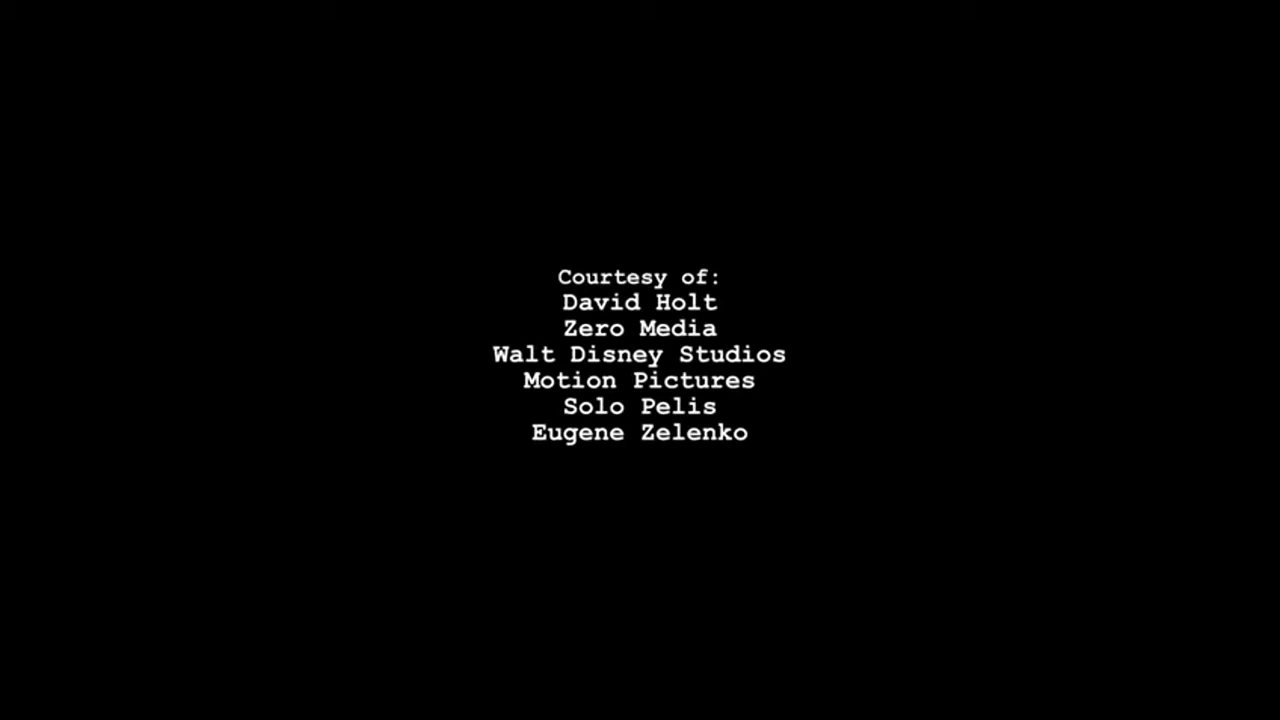 Courtesy of:
David Holt
Zero Media
Walt Disney Studios
Motion Pictures
Solo Pelis
Eugene Zelenko